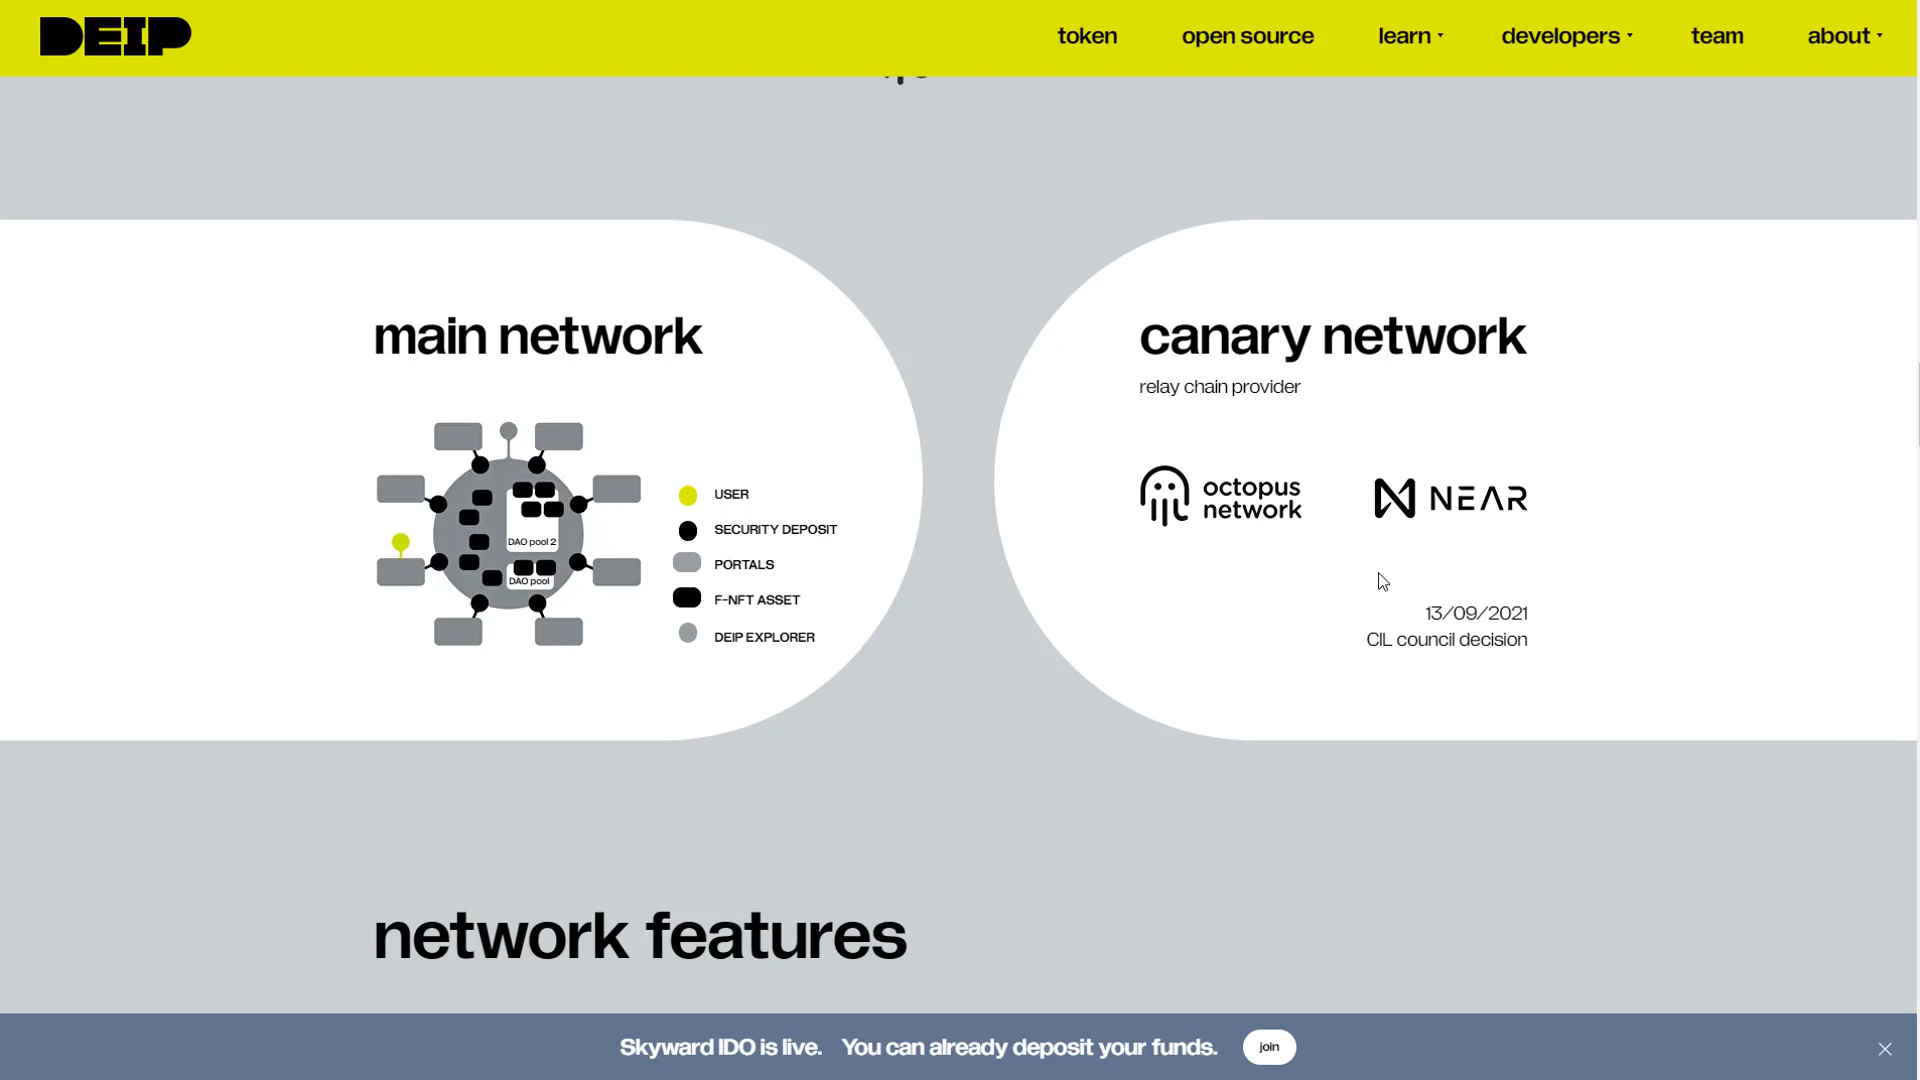 DEIP
token
open source
learn
developers
team
about
main network
DAO pool 2
DAO pool
USER
SECURITY DEPOSIT
PORTALS
F-NFT ASSET
DEIP EXPLORER
canary network
relay chain provider
octopus
network
NEAR
13/09/2021
CIL council decision
network features
Skyward IDO is live. You can already deposit your funds.
join